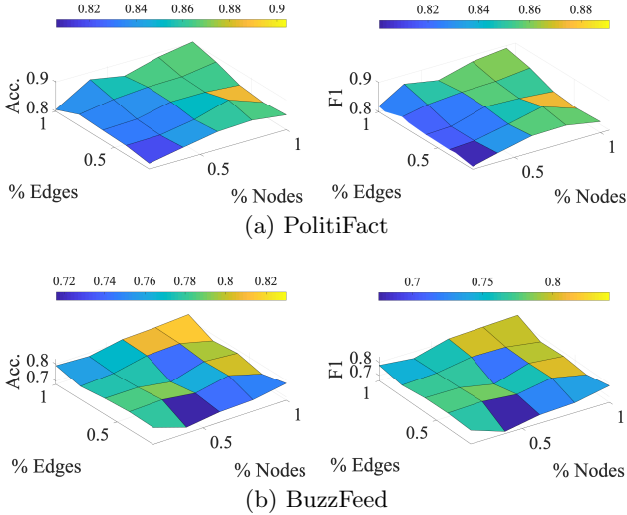 0.82 0.84 0.86 0.88 0.9
0.82 0.84 0.86 0.88
Acc.
0.9
0.8
1
0.5
% Edges
0.5
1
% Nodes
F1
0.9
0.8
1
0.5
% Edges
0.5
1
% Nodes
(a) PolitiFact
0.72 0.74 0.76 0.78 0.8 0.82
0.7 0.75 0.8
Acc.
0.8
0.7
1
0.5
% Edges
0.5
1
% Nodes
F1
0.8
0.7
1
0.5
% Edges
0.5
1
% Nodes
(b) BuzzFeed